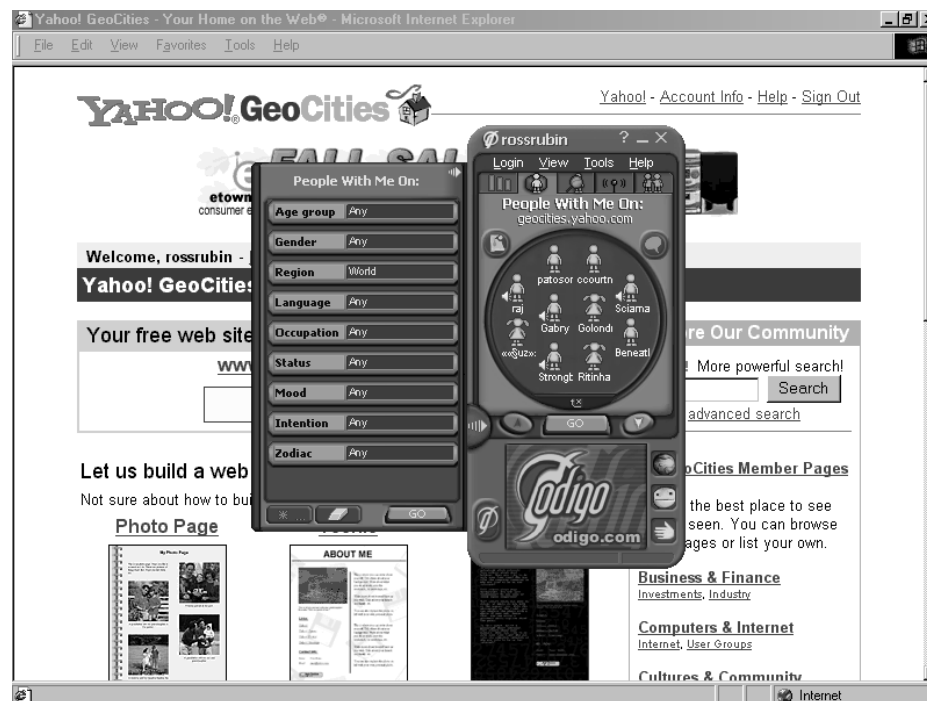 Yahoo! GeoCities - Your Home on the Web® - Microsoft Internet Explorer
File Edit View Favorites Tools Help
YAHOO! GeoCities
Yahoo! - Account Info - Help - Sign Out
FALL SAL
etown
consumer e
Welcome, rossrubin -
Yahoo! GeoCities
Your free web site
re Our Community
www
! More powerful search!
Search
advanced search
Let us build a web
Not sure about how to bui
Photo Page
My Photo Page
ABOUT ME
oCities Member Pages
the best place to see
seen. You can browse
ages or list your own.
Business & Finance
Investments, Industry
Computers & Internet
Internet, User Groups
Cultures & Community
People With Me On:
Age group Any
Gender Any
Region World
Language Any
Occupation Any
Status Any
Mood Any
Intention Any
Zodiac Any
GO
rossrubin ? _ X
Login View Tools Help
People With Me On:
geocities.yahoo.com
patosor ccourtn
raj Sciama
Gabry Golondi
««§uz»: Beneatl
Strongt Ritinha
GO
Odigo
odigo.com
Internet